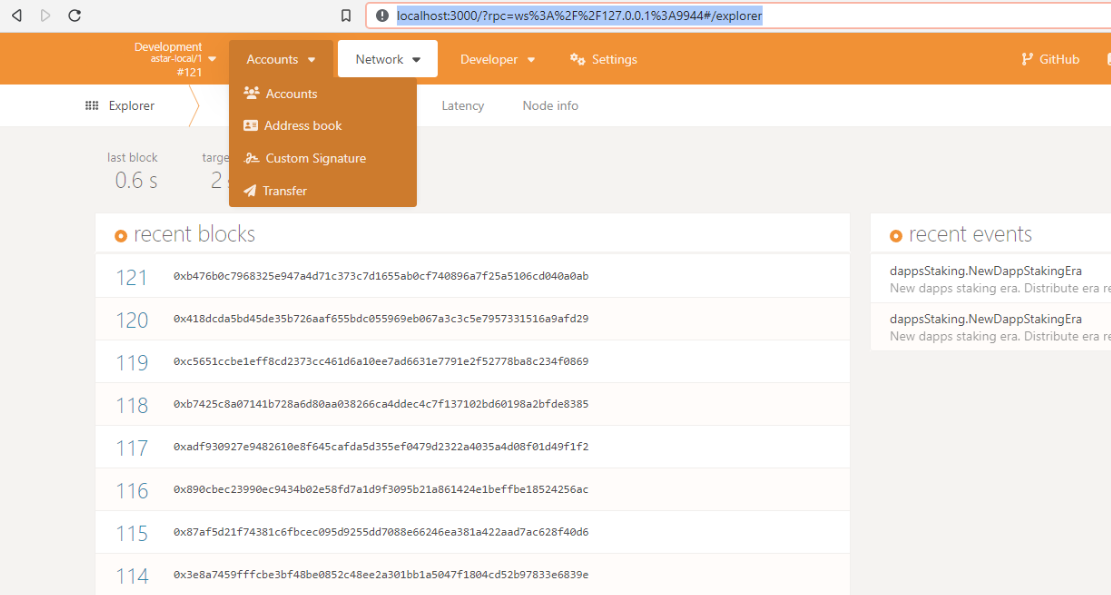 localhost:3000/?rpc=ws%3A%2F%2F127.0.0.1%3A9944#/explorer
Development
astar-local/1
#121
Accounts
Network
Developer
Settings
GitHub
Accounts
Address book
Custom Signature
Transfer
Explorer
Latency
Node info
last block
0.6 s
targe
2 s
recent blocks
121 0xb476b0c7968325e947a4d71c373c7d1655ab0cf740896a7f25a5106cd040a0ab
120 0x418dcda5bd45de35b726aaf655bdc055969eb067a3c3c5e7957331516a9afd29
119 0xc5651ccbe1eff8cd2373cc461d6a10ee7ad6631e7791e2f52778ba8c234f0869
118 0xb7425c8a07141b728a6d80aa038266ca4ddec4c7f137102bd60198a2bfde8385
117 0xadf930927e9482610e8f645cafda5d355ef0479d2322a4035a4d08f01d49f1f2
116 0x890cbec23990ec9434b02e58fd7a1d9f3095b21a861424e1beffbe18524256ac
115 0x87af5d21f74381c6fbcec095d9255dd7088e66246ea381a422aad7ac628f40d6
114 0x3e8a7459fffcbe3bf48be0852c48ee2a301bb1a5047f1804cd52b97833e6839e
recent events
dappsStaking.NewDappStakingEra
New dapps staking era. Distribute era re
dappsStaking.NewDappStakingEra
New dapps staking era. Distribute era re